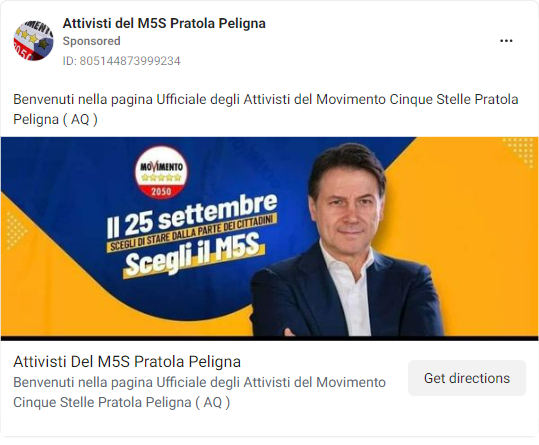 Attivisti del M5S Pratola Peligna
Sponsored
ID: 805144873999234
Benvenuti nella pagina Ufficiale degli Attivisti del Movimento Cinque Stelle Pratola
Peligna ( AQ )
MOVIMENTO
2050
Il 25 settembre
SCEGLI DI STARE DALLA PARTE DEI CITTADINI
Scegli il M5S
Attivisti Del M5S Pratola Peligna
Benvenuti nella pagina Ufficiale degli Attivisti del Movimento
Cinque Stelle Pratola Peligna ( AQ )
Get directions